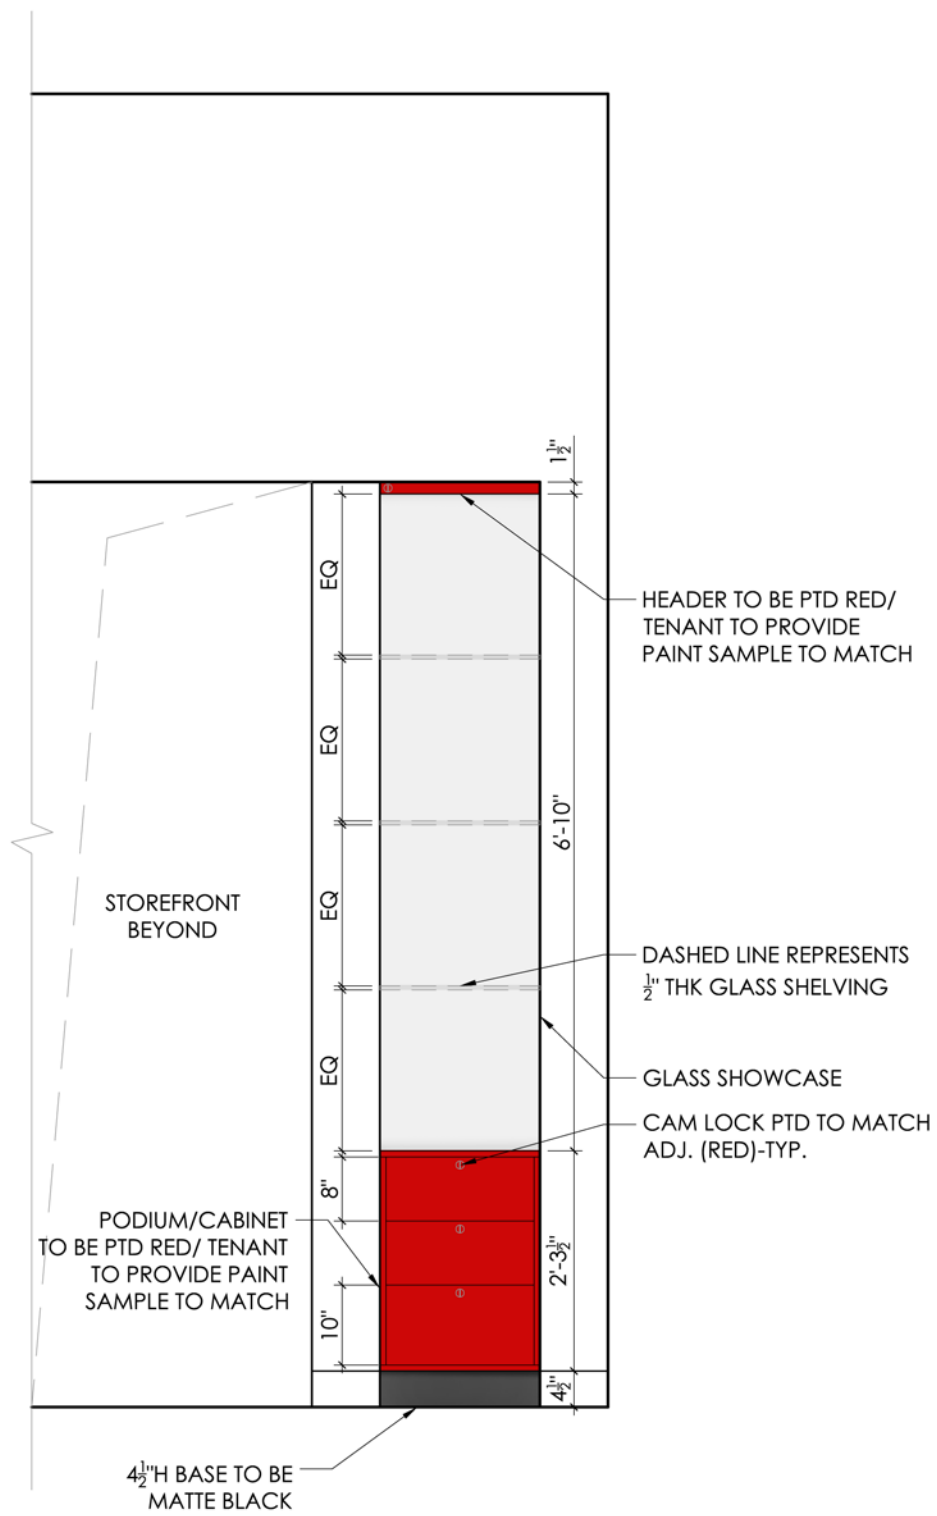 1½"
EQ
HEADER TO BE PTD RED/
TENANT TO PROVIDE
PAINT SAMPLE TO MATCH
EQ
6'-10"
STOREFRONT
BEYOND
EQ
DASHED LINE REPRESENTS
½" THK GLASS SHELVING
EQ
GLASS SHOWCASE
CAM LOCK PTD TO MATCH
ADJ. (RED)-TYP.
8"
PODIUM/CABINET
TO BE PTD RED/ TENANT
TO PROVIDE PAINT
SAMPLE TO MATCH
2'-3½"
10"
4½"
4½"H BASE TO BE
MATTE BLACK